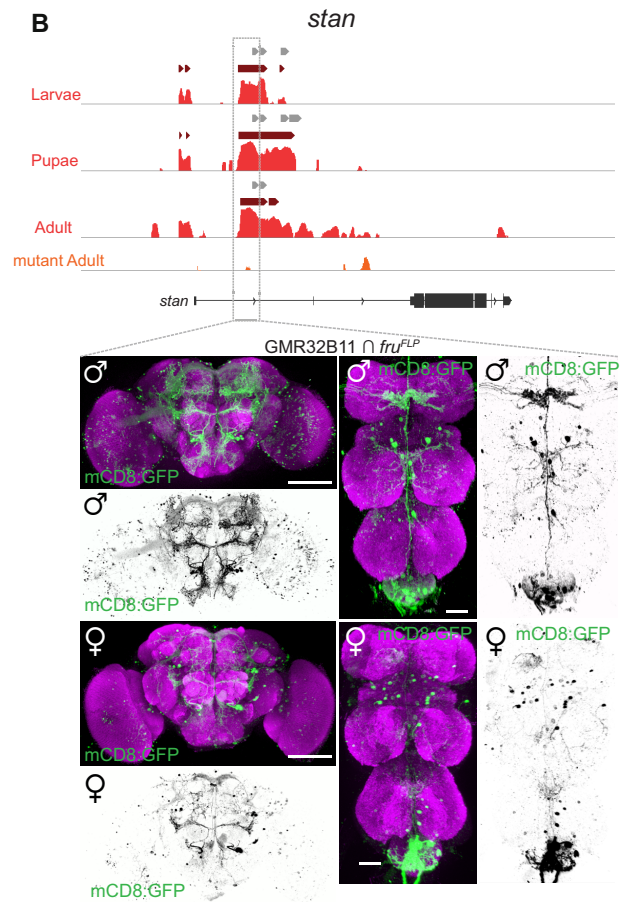 B
stan
Larvae
Pupae
Adult
mutant Adult
stan
GMR32B11 ∩ fruFLP
♂
mCD8:GFP
♂ mCD8:GFP
♂
mCD8:GFP
♂
mCD8:GFP
♀
mCD8:GFP
♀ mCD8:GFP
♀
mCD8:GFP
♀
mCD8:GFP